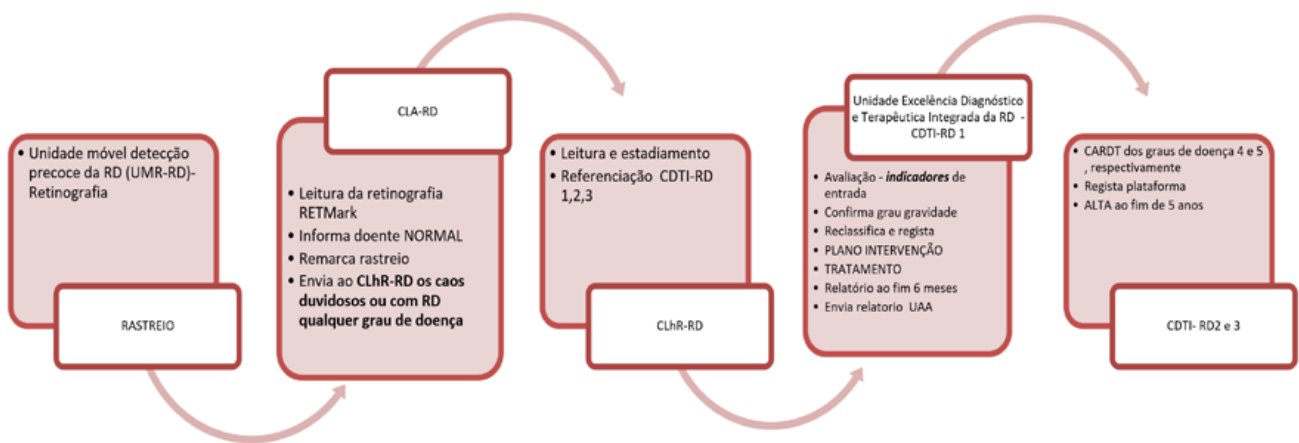 • Unidade móvel detecção
precoce da RD (UMR-RD)-
Retinografia
RASTREIO
CLA-RD
• Leitura da retinografia
RETMark
• Informa doente NORMAL
• Remarca rastreio
• Envia ao CLhR-RD os caos
duvidosos ou com RD
qualquer grau de doença
• Leitura e estadiamento
• Referenciação CDTI-RD
1,2,3
CLhR-RD
Unidade Excelência Diagnóstico
e Terapêutica Integrada da RD -
CDTI-RD 1
• Avaliação - indicadores de
entrada
• Confirma grau gravidade
• Reclassifica e regista
• PLANO INTERVENÇÃO
• TRATAMENTO
• Relatório ao fim 6 meses
• Envia relatorio UAA
• CARDT dos graus de doença 4 e 5
, respectivamente
• Regista plataforma
• ALTA ao fim de 5 anos
CDTI- RD2 e 3